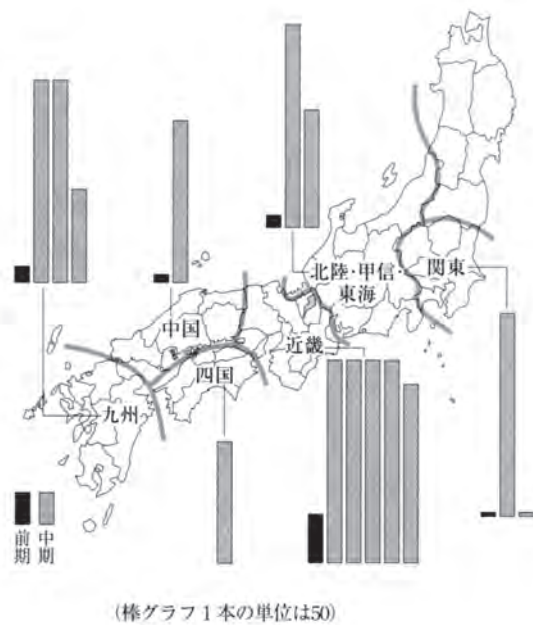 北陸・甲信・
東海
関東
中国
近畿
四国
九州
前期
中期
(棒グラフ1本の単位は50)